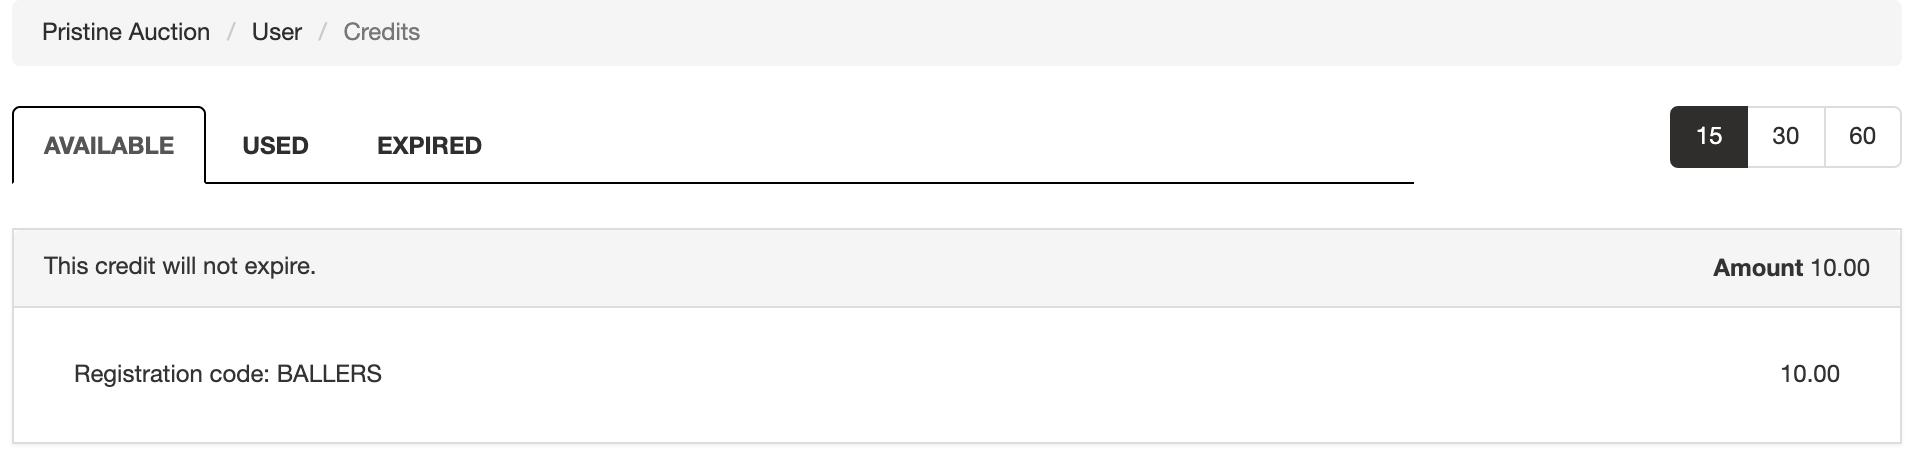 Pristine Auction / User / Credits
AVAILABLE USED EXPIRED 15 30 60
This credit will not expire. Amount 10.00
Registration code: BALLERS 10.00